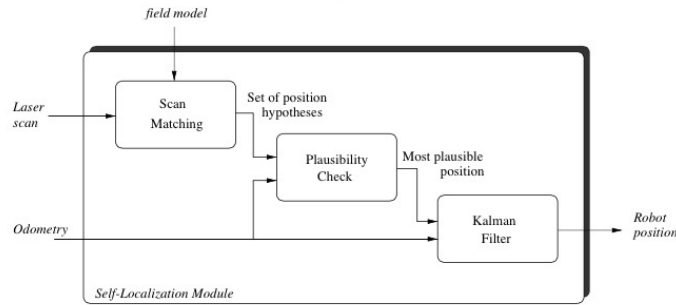 field model
Laser
scan
Scan
Matching
Set of position
hypotheses
Plausibility
Check
Most plausible
position
Odometry
Kalman
Filter
Robot
position
Self-Localization Module